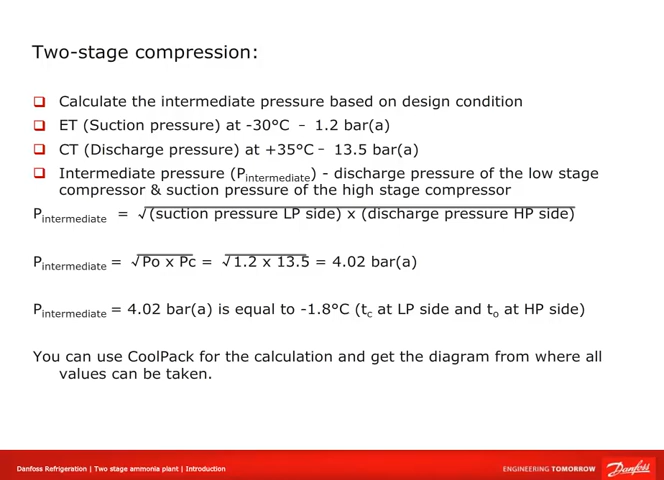 Two-stage compression:
❑ Calculate the intermediate pressure based on design condition
❑ ET (Suction pressure) at -30°C – 1.2 bar(a)
❑ CT (Discharge pressure) at +35°C – 13.5 bar(a)
❑ Intermediate pressure (Pintermediate) - discharge pressure of the low stage
compressor & suction pressure of the high stage compressor
Pintermediate = √(suction pressure LP side) x (discharge pressure HP side)
Pintermediate = √Po x Pc = √1.2 x 13.5 = 4.02 bar(a)
Pintermediate = 4.02 bar(a) is equal to -1.8°C (tc at LP side and to at HP side)
You can use CoolPack for the calculation and get the diagram from where all
values can be taken.
Danfoss Refrigeration | Two stage ammonia plant | Introduction
ENGINEERING TOMORROW
Danfoss